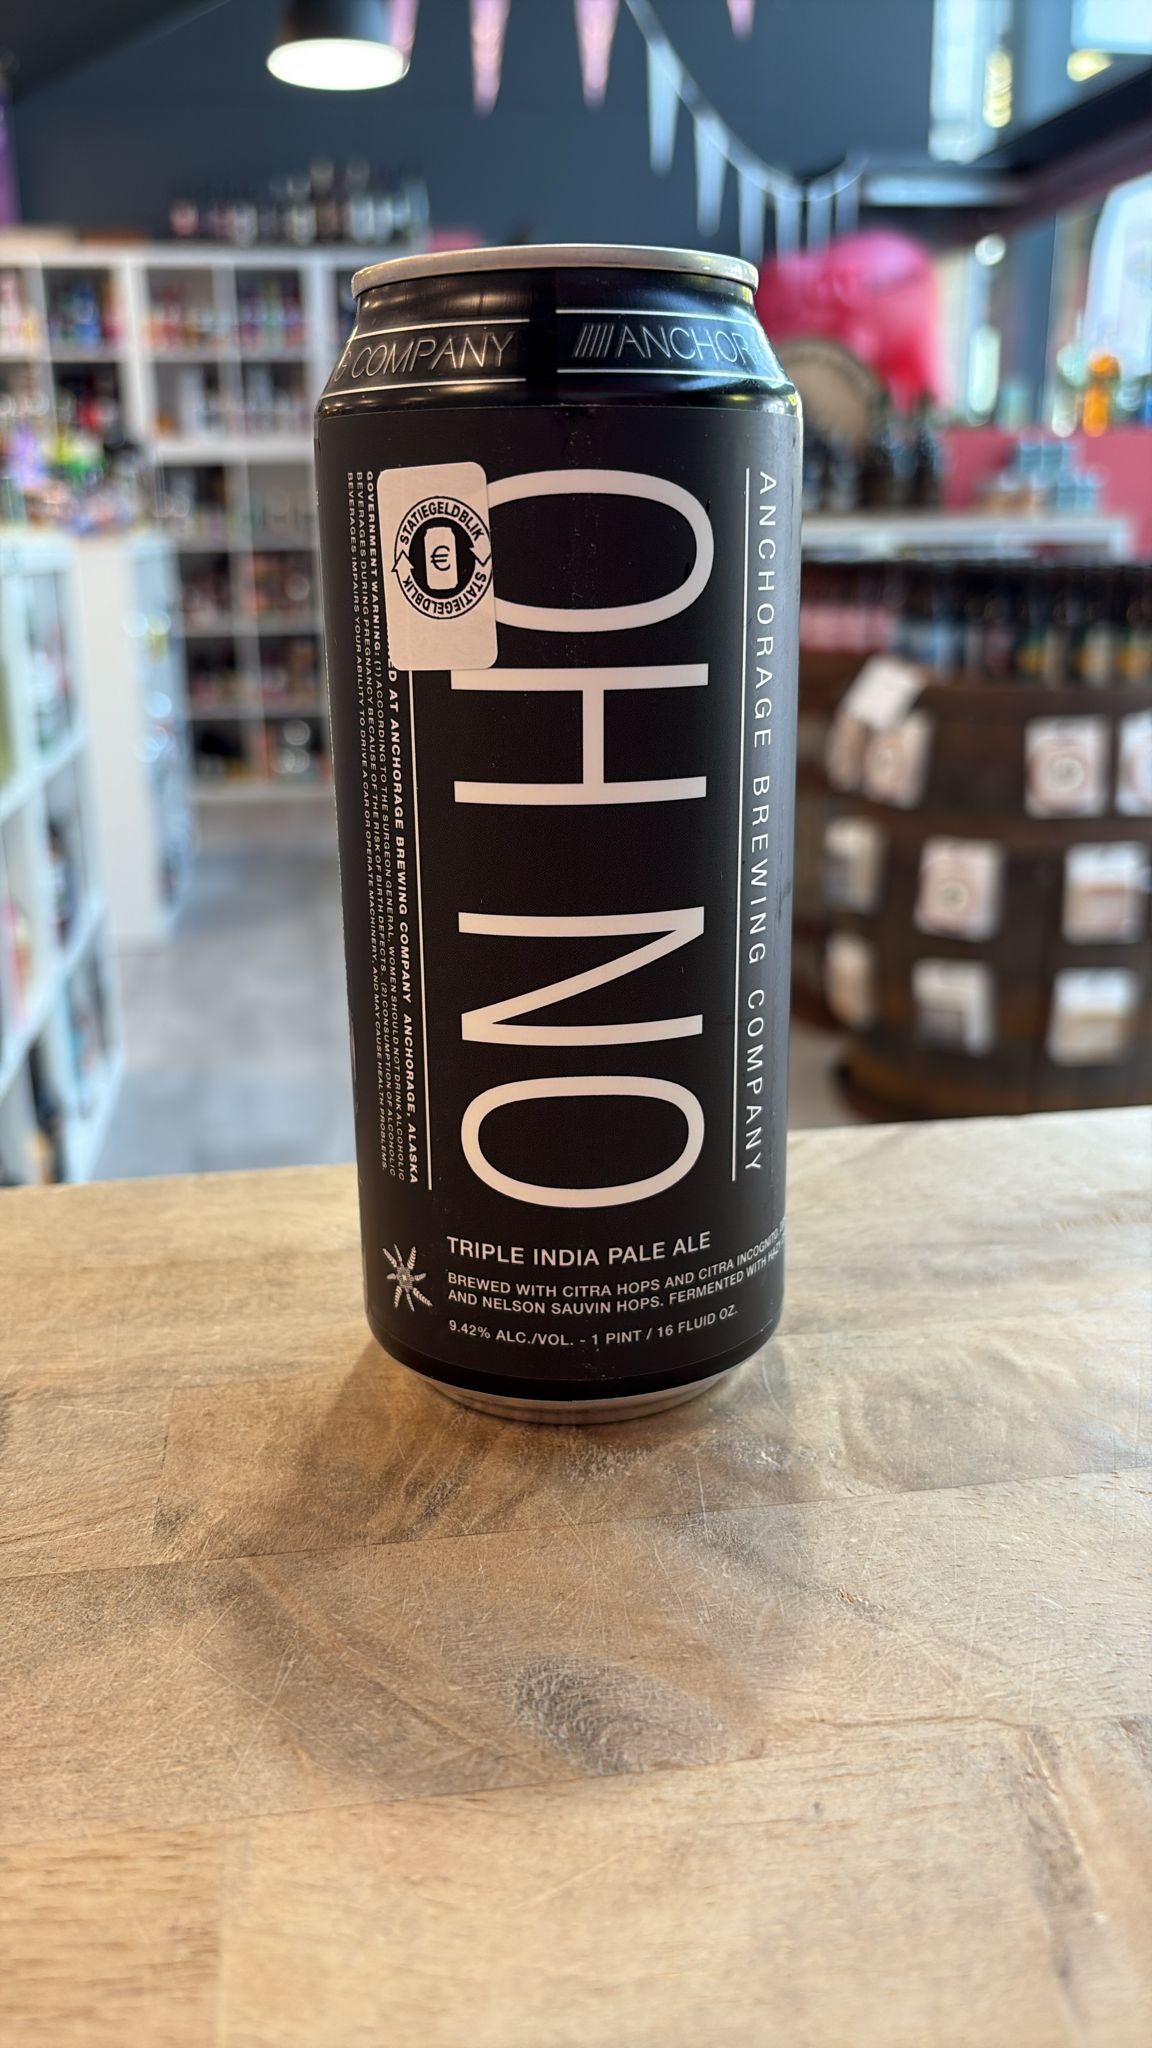 G COMPANY
ANCHOR
ANCHORAGE BREWING COMPANY
OH NO
STATIEGELDBLIK
€
STATIEGELDBLIK
AT ANCHORAGE BREWING COMPANY, ANCHORAGE, ALASKA
GOVERNMENT WARNING: (1) ACCORDING TO THE SURGEON GENERAL, WOMEN SHOULD NOT DRINK ALCOHOLIC
BEVERAGES DURING PREGNANCY BECAUSE OF THE RISK OF BIRTH DEFECTS. (2) CONSUMPTION OF ALCOHOLIC
BEVERAGES IMPAIRS YOUR ABILITY TO DRIVE A CAR OR OPERATE MACHINERY, AND MAY CAUSE HEALTH PROBLEMS.
TRIPLE INDIA PALE ALE
BREWED WITH CITRA HOPS AND CITRA INCOGNITO.
AND NELSON SAUVIN HOPS. FERMENTED WITH
9.42% ALC./VOL. - 1 PINT / 16 FLUID OZ.